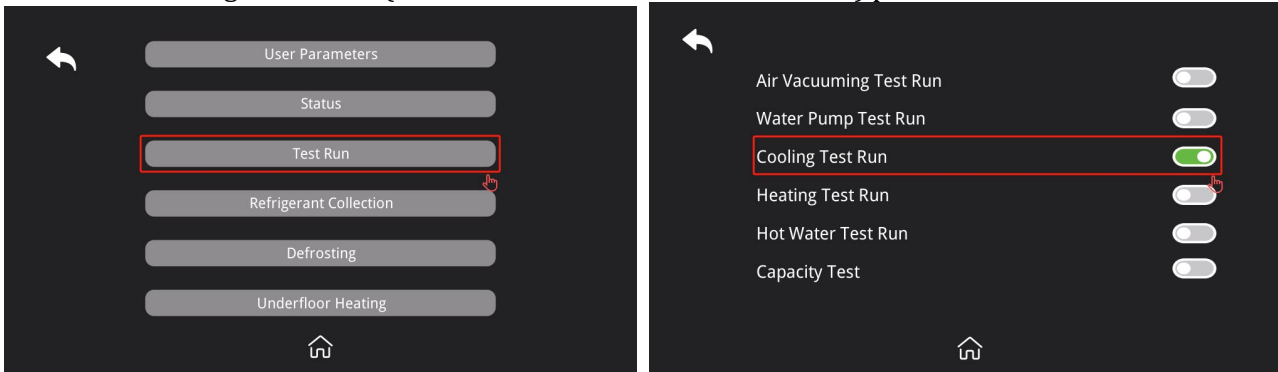 User Parameters
Status
Test Run
Refrigerant Collection
Defrosting
Underfloor Heating
Air Vacuuming Test Run
Water Pump Test Run
Cooling Test Run
Heating Test Run
Hot Water Test Run
Capacity Test